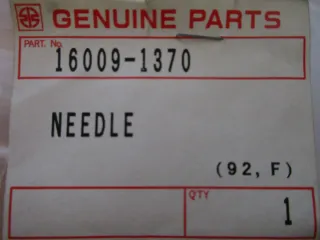 GENUINE PARTS
PART. No.
16009-1370
NEEDLE
(92, F)
QTY
1